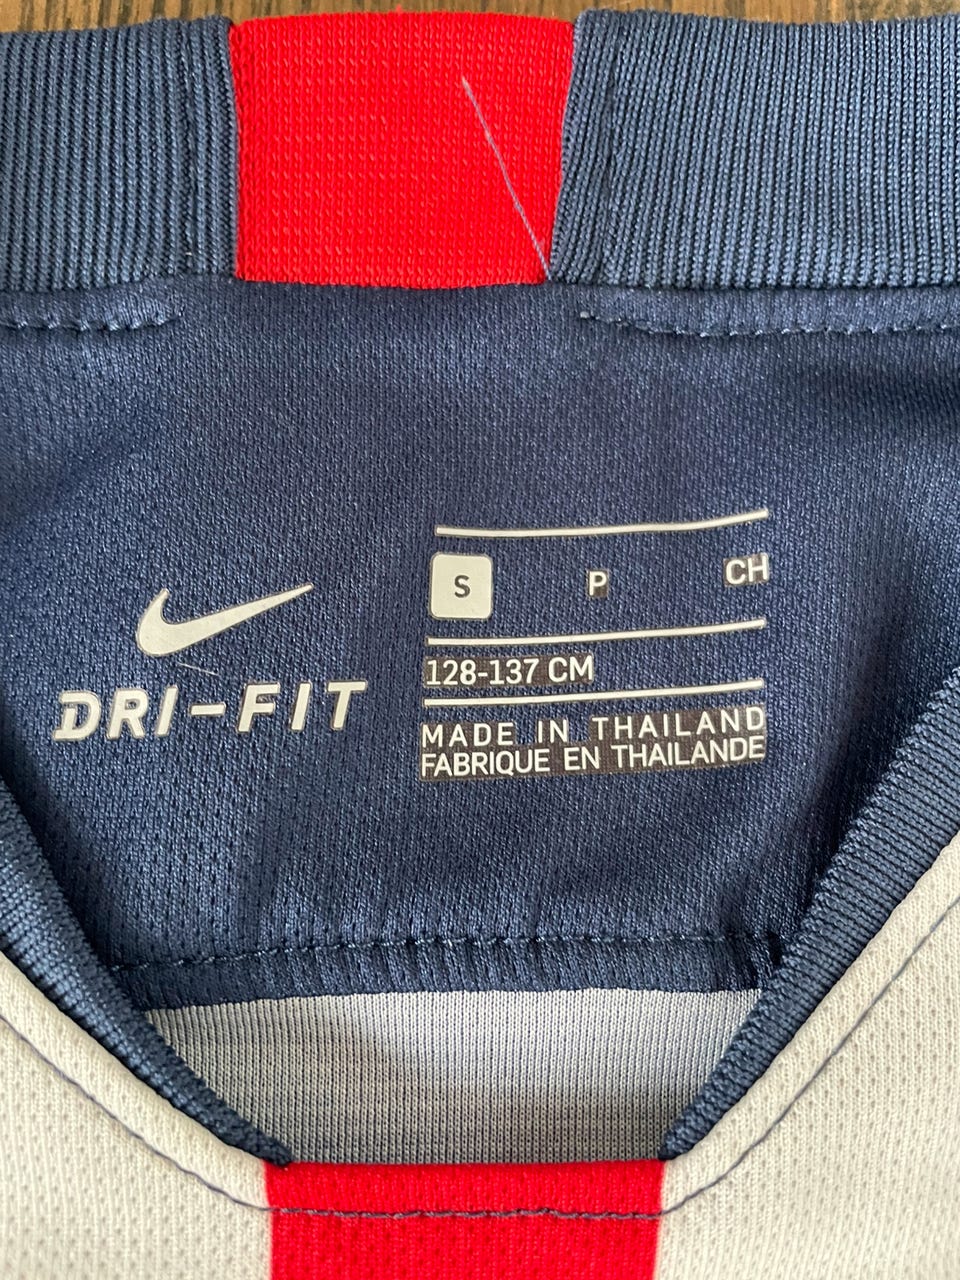 DRI-FIT
S P CH
128-137 CM
MADE IN THAILAND
FABRIQUE EN THAILANDE